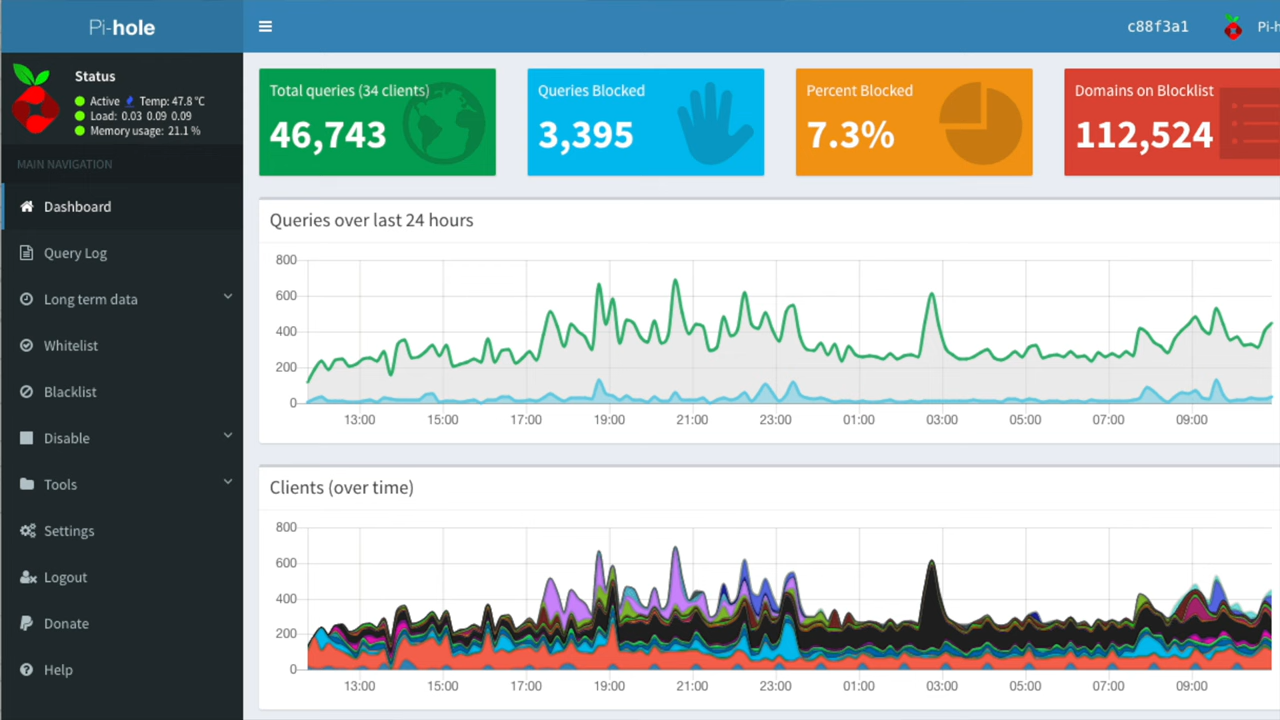 Pi-hole
c88f3a1
Pi-h
Status
Active Temp: 47.8 °C
Load: 0.03 0.09 0.09
Memory usage: 21.1 %
MAIN NAVIGATION
Dashboard
Query Log
Long term data
Whitelist
Blacklist
Disable
Tools
Settings
Logout
Donate
Help
Total queries (34 clients)
46,743
Queries Blocked
3,395
Percent Blocked
7.3%
Domains on Blocklist
112,524
Queries over last 24 hours
800
600
400
200
0
13:00 15:00 17:00 19:00 21:00 23:00 01:00 03:00 05:00 07:00 09:00
Clients (over time)
800
600
400
200
0
13:00 15:00 17:00 19:00 21:00 23:00 01:00 03:00 05:00 07:00 09:00